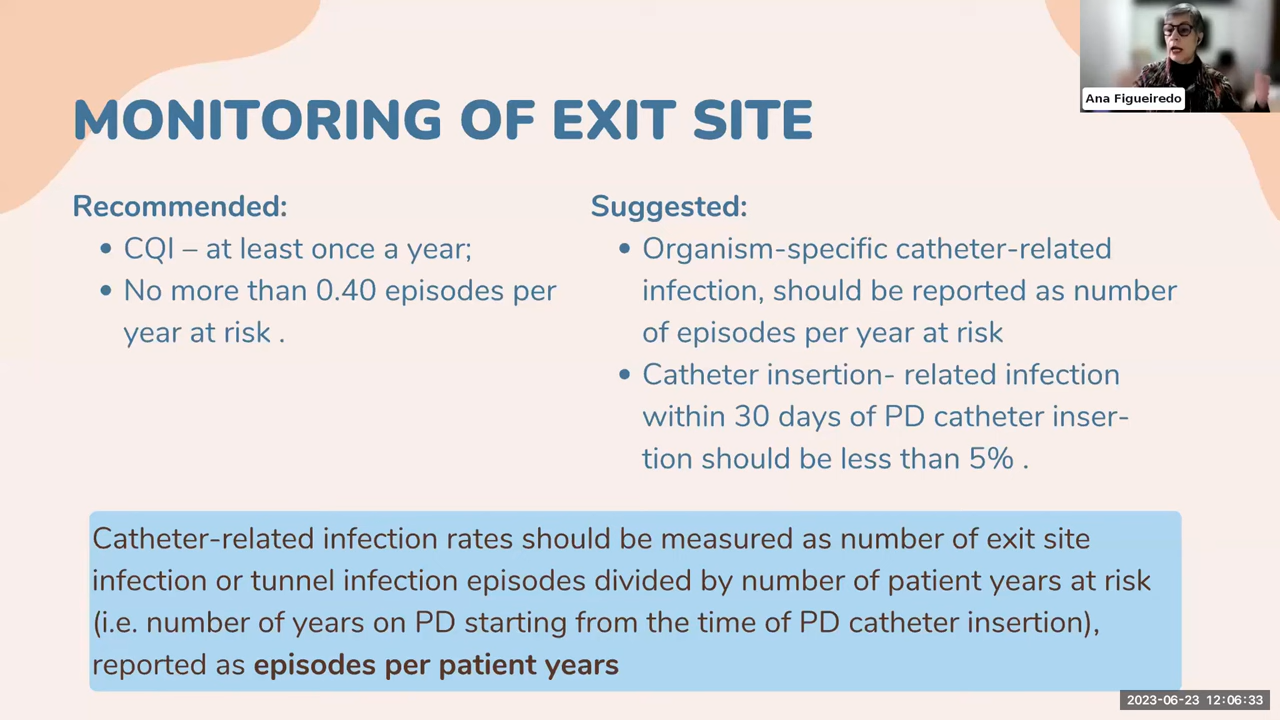 Ana Figueiredo
MONITORING OF EXIT SITE
Recommended:
• CQI – at least once a year;
• No more than 0.40 episodes per
year at risk .
Suggested:
• Organism-specific catheter-related
infection, should be reported as number
of episodes per year at risk
• Catheter insertion- related infection
within 30 days of PD catheter inser-
tion should be less than 5% .
Catheter-related infection rates should be measured as number of exit site
infection or tunnel infection episodes divided by number of patient years at risk
(i.e. number of years on PD starting from the time of PD catheter insertion),
reported as episodes per patient years
2023-06-23 12:06:33